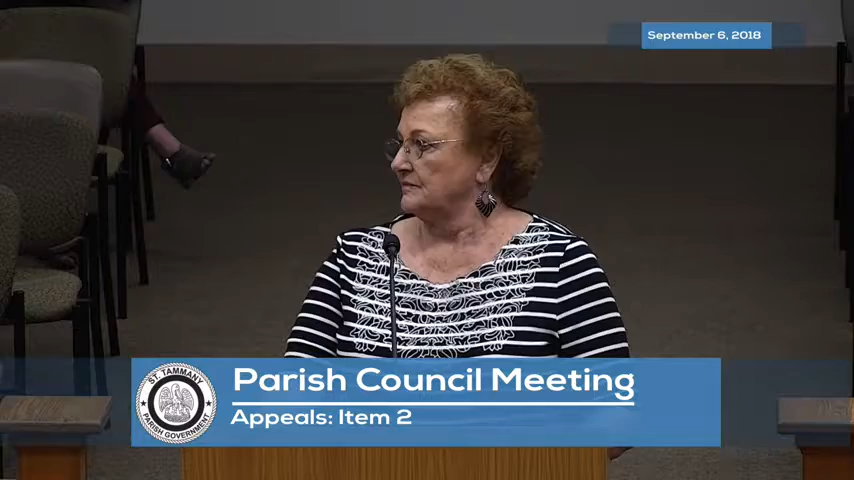 September 6, 2018
Parish Council Meeting
Appeals: Item 2
ST. TAMMANY
PARISH GOVERNMENT